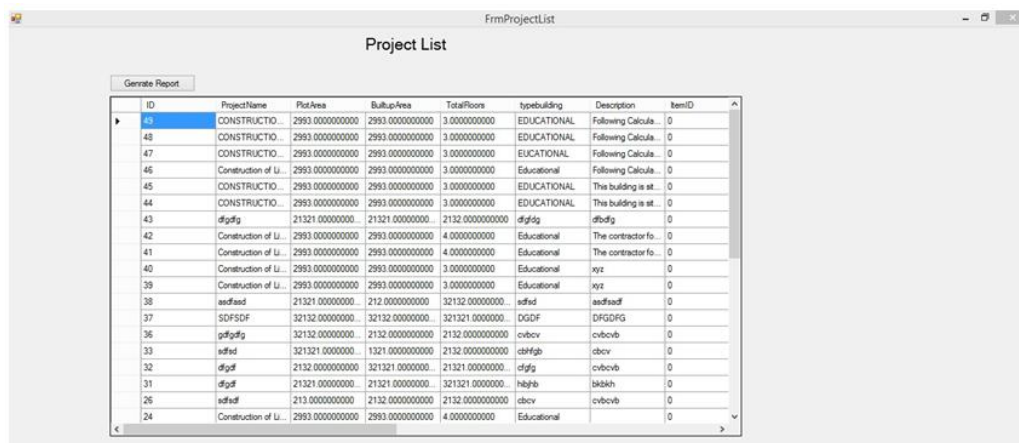 FrmProjectList
Project List
Genrate Report
ID ProjectName PlotArea BuiltupArea TotalFloors typebuilding Description ItemID
49 CONSTRUCTIO... 2993.0000000000 2993.0000000000 3.0000000000 EDUCATIONAL Following Calcula... 0
48 CONSTRUCTIO... 2993.0000000000 2993.0000000000 3.0000000000 EDUCATIONAL Following Calcula... 0
47 CONSTRUCTIO... 2993.0000000000 2993.0000000000 3.0000000000 EUCATIONAL Following Calcula... 0
46 Construction of Li... 2993.0000000000 2993.0000000000 3.0000000000 Educational Following Calcula... 0
45 CONSTRUCTIO... 2993.0000000000 2993.0000000000 3.0000000000 EDUCATIONAL This building is sit... 0
44 CONSTRUCTIO... 2993.0000000000 2993.0000000000 3.0000000000 EDUCATIONAL This building is sit... 0
43 dfgdfg 21321.00000000... 21321.00000000... 2132.0000000000 dfgfdg dfbdfg 0
42 Construction of Li... 2993.0000000000 2993.0000000000 4.0000000000 Educational The contractor fo... 0
41 Construction of Li... 2993.0000000000 2993.0000000000 4.0000000000 Educational The contractor fo... 0
40 Construction of Li... 2993.0000000000 2993.0000000000 3.0000000000 Educational xyz 0
39 Construction of Li... 2993.0000000000 2993.0000000000 3.0000000000 Educational xyz 0
38 asdfasd 21321.00000000... 212.0000000000 32132.0000000... sdfsd asdfsadf 0
37 SDFSDF 32132.00000000... 32132.00000000... 321321.0000000... DGDF DFGDFG 0
36 gdfgdfg 32132.00000000... 2132.0000000000 2132.0000000000 cvbcv cvbcvb 0
33 sdfsd 321321.0000000... 1321.0000000000 2132.0000000000 cbhfgb cbcv 0
32 dfgdf 2132.0000000000 321321.0000000... 21321.0000000... cfgfg cvbcvb 0
31 dfgdf 21321.00000000... 21321.00000000... 321321.0000000... hibjhb bkbkh 0
26 sdfsdf 213.0000000000 2132.0000000000 2132.0000000000 cbcv cvbcvb 0
24 Construction of Li... 2993.0000000000 2993.0000000000 4.0000000000 Educational 0